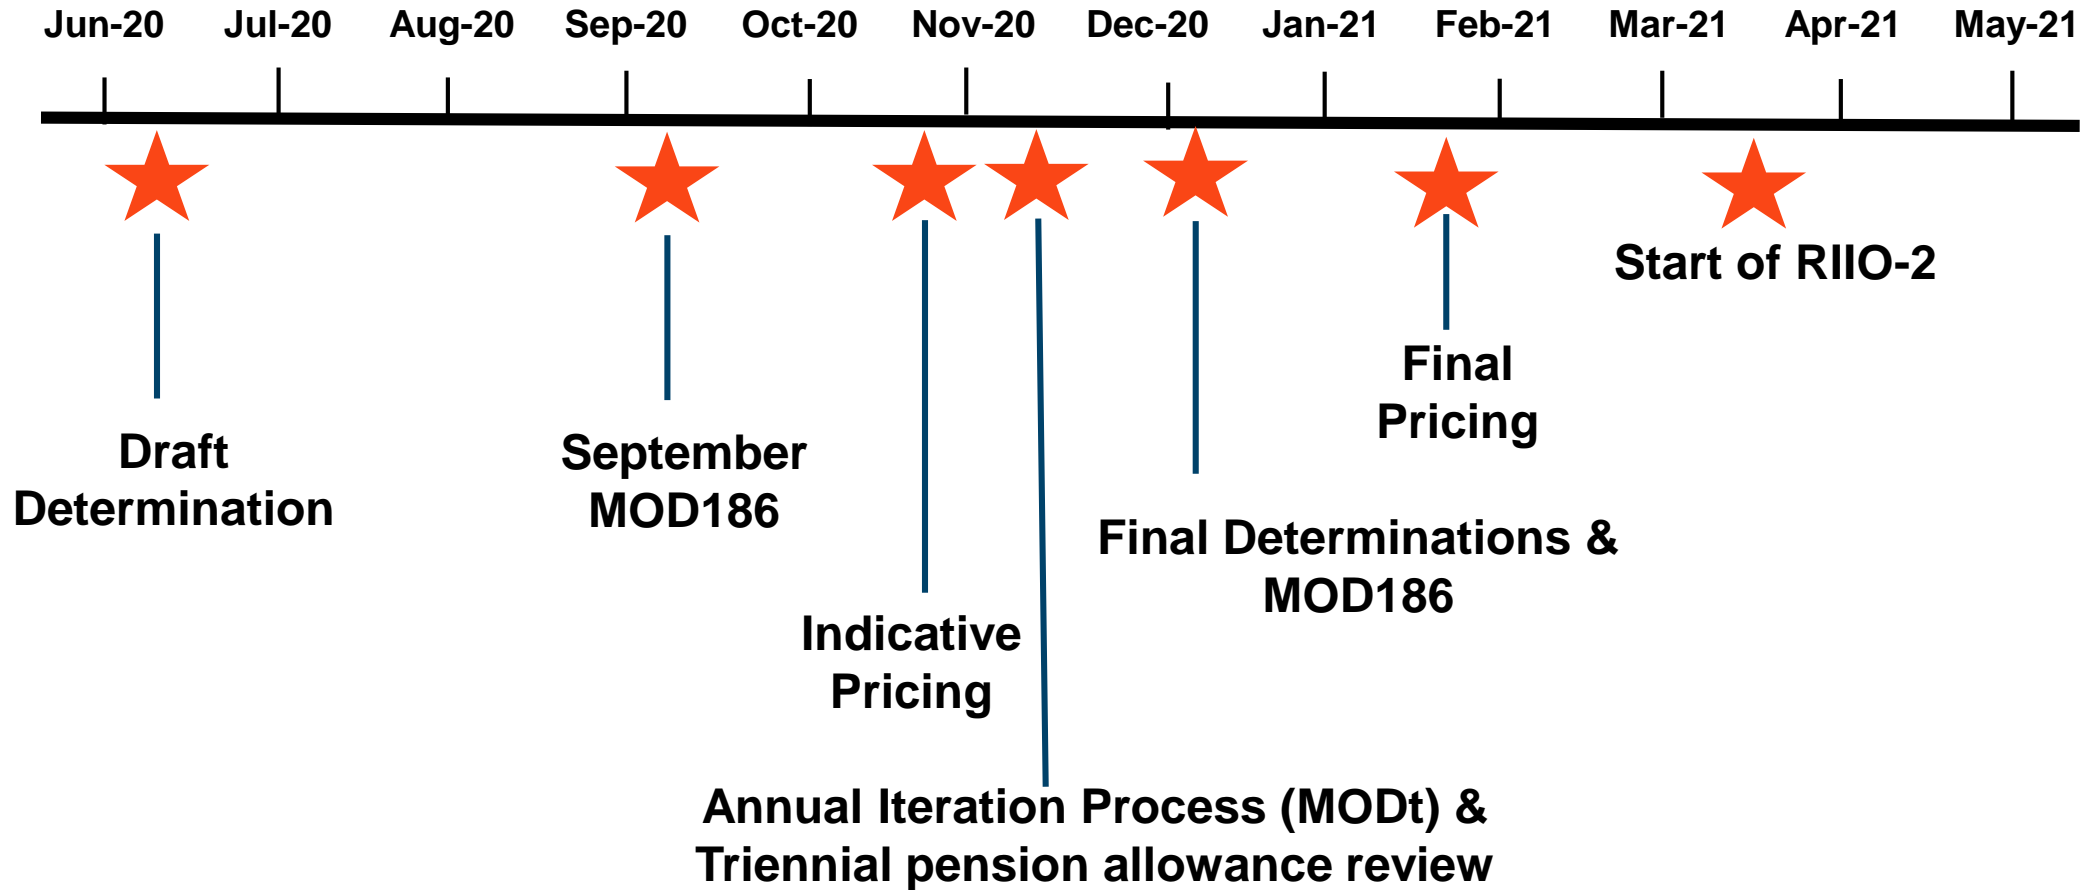 Jun-20 Jul-20 Aug-20 Sep-20 Oct-20 Nov-20 Dec-20 Jan-21 Feb-21 Mar-21 Apr-21 May-21
Start of RIIO-2
Final
Pricing
Draft
Determination
September
MOD186
Final Determinations &
MOD186
Indicative
Pricing
Annual Iteration Process (MODt) &
Triennial pension allowance review